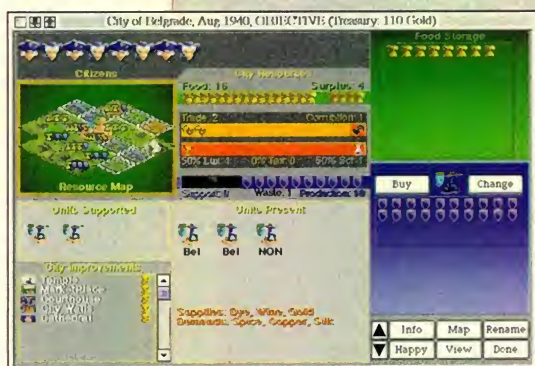 City of Belgrade, Aug 1940, OBJECTIVE (Treasury: 110 Gold)
Citizens
City Resources
Food: 16 Surplus: 4
Trade: 2 Corruption: 1
50% Lux: 1 0% Tax: 0 50% Sci: 1
Support: 0 Waste: 1 Production: 10
Resource Map
Food Storage
Buy
Change
Units Supported
Units Present
Bel Bel NON
City Improvements
Temple
MarketPlace
Courthouse
City Walls
Cathedral
Supplies: Dye, Wine, Gold
Demands: Spice, Copper, Silk
Info Map Rename
Happy View Done